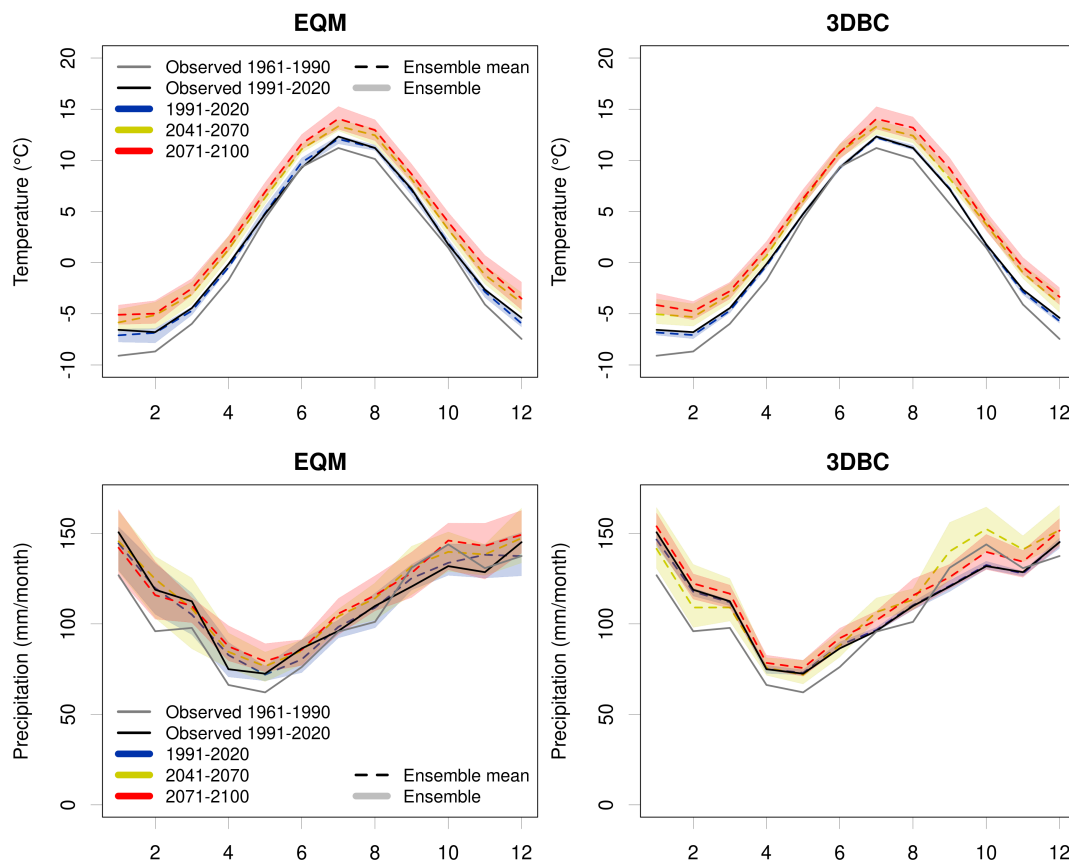 EQM
3DBC
Temperature (°C)
20
15
10
5
0
-5
-10
Observed 1961-1990
Observed 1991-2020
1991-2020
2041-2070
2071-2100
Ensemble mean
Ensemble
2 4 6 8 10 12
Temperature (°C)
20
15
10
5
0
-5
-10
2 4 6 8 10 12
EQM
3DBC
Precipitation (mm/month)
150
100
50
0
Observed 1961-1990
Observed 1991-2020
1991-2020
2041-2070
2071-2100
Ensemble mean
Ensemble
2 4 6 8 10 12
Precipitation (mm/month)
150
100
50
0
2 4 6 8 10 12